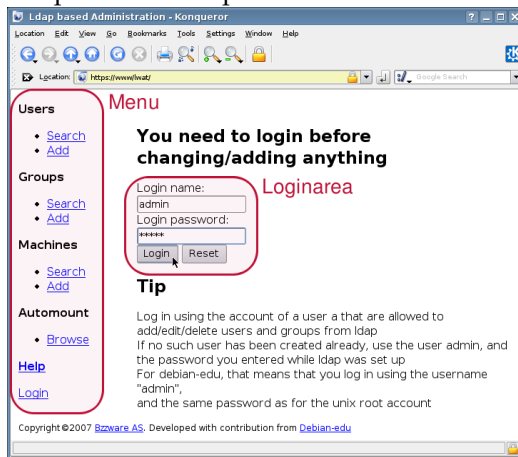 Ldap based Administration - Konqueror
Location Edit View Go Bookmarks Tools Settings Window Help
Location: https://www/lwat/ Google Search
Menu
Users
Search
Add
Groups
Search
Add
Machines
Search
Add
Automount
Browse
Help
Login
You need to login before
changing/adding anything
Loginarea
Login name:
admin
Login password:
*****
Login Reset
Tip
Log in using the account of a user a that are allowed to
add/edit/delete users and groups from ldap
If no such user has been created already, use the user admin, and
the password you entered while ldap was set up
For debian-edu, that means that you log in using the username
"admin",
and the same password as for the unix root account
Copyright ©2007 Bzzware AS. Developed with contribution from Debian-edu